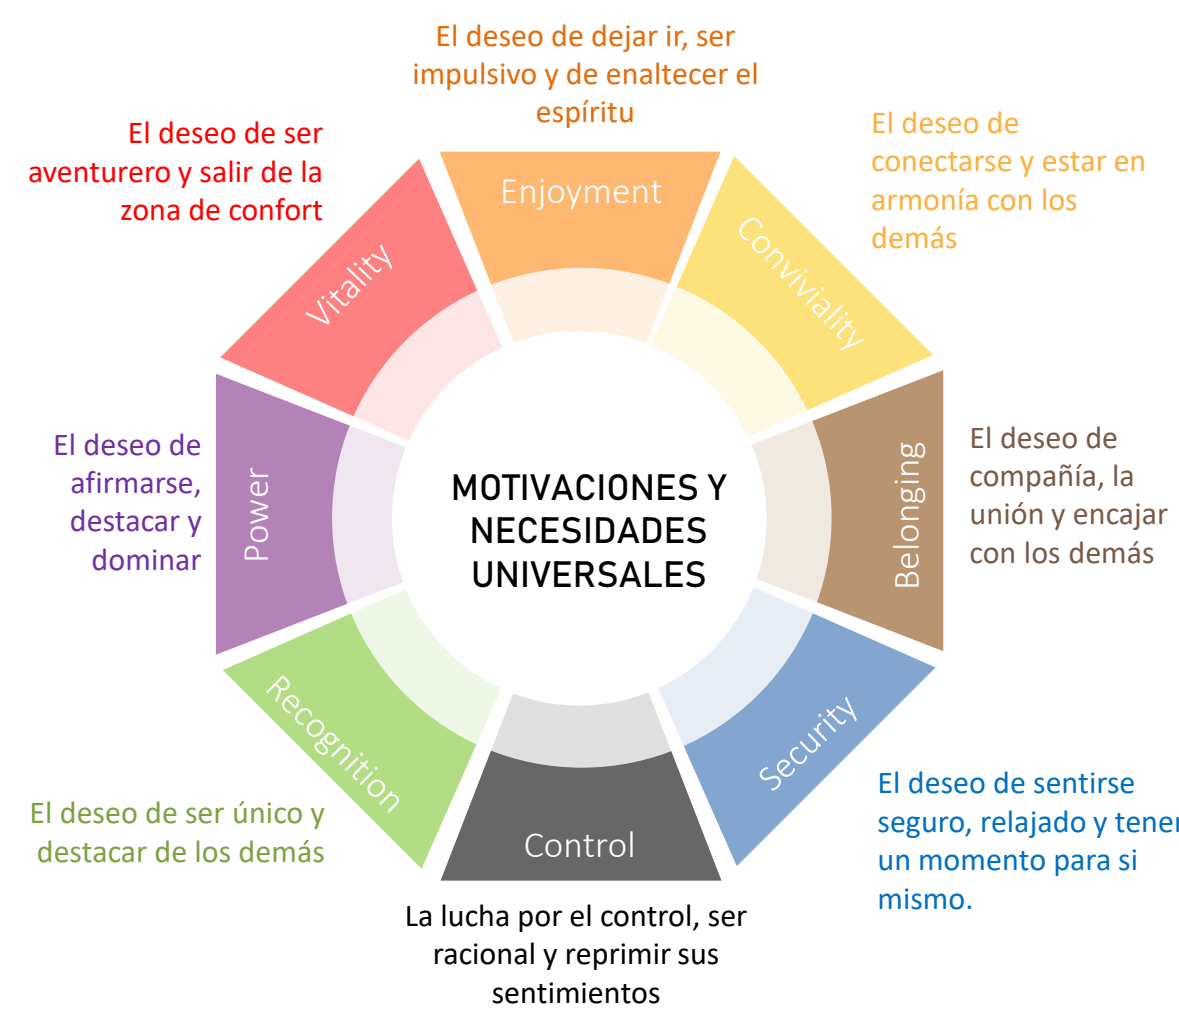 El deseo de dejar ir, ser
impulsivo y de enaltecer el
espíritu
El deseo de ser
aventurero y salir de la
zona de confort
El deseo de
conectarse y estar en
armonía con los
demás
Enjoyment
Vitality
Conviviality
El deseo de
afirmarse,
destacar y
dominar
Power
MOTIVACIONES Y
NECESIDADES
UNIVERSALES
Belonging
El deseo de
compañía, la
unión y encajar
con los demás
Recognition
Security
Control
El deseo de ser único y
destacar de los demás
El deseo de sentirse
seguro, relajado y tener
un momento para si
mismo.
La lucha por el control, ser
racional y reprimir sus
sentimientos